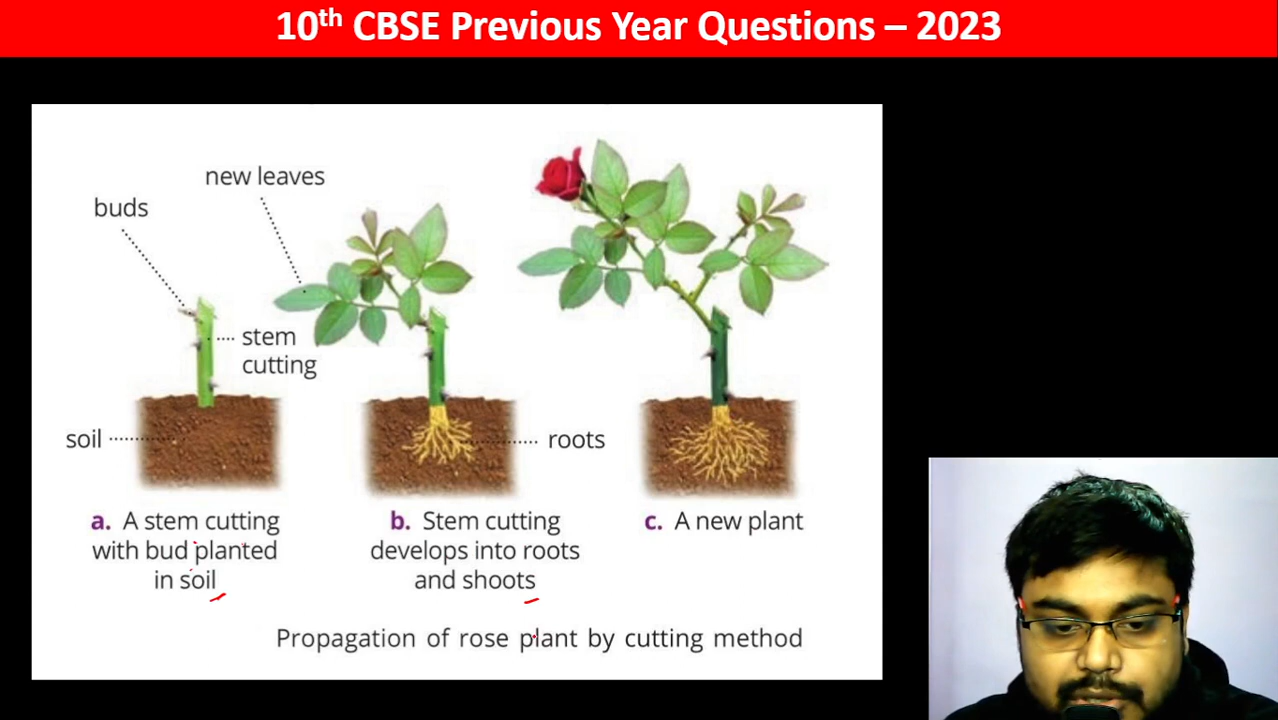 10th CBSE Previous Year Questions – 2023
new leaves
buds
stem
cutting
soil
roots
a. A stem cutting
with bud planted
in soil
b. Stem cutting
develops into roots
and shoots
c. A new plant
Propagation of rose plant by cutting method